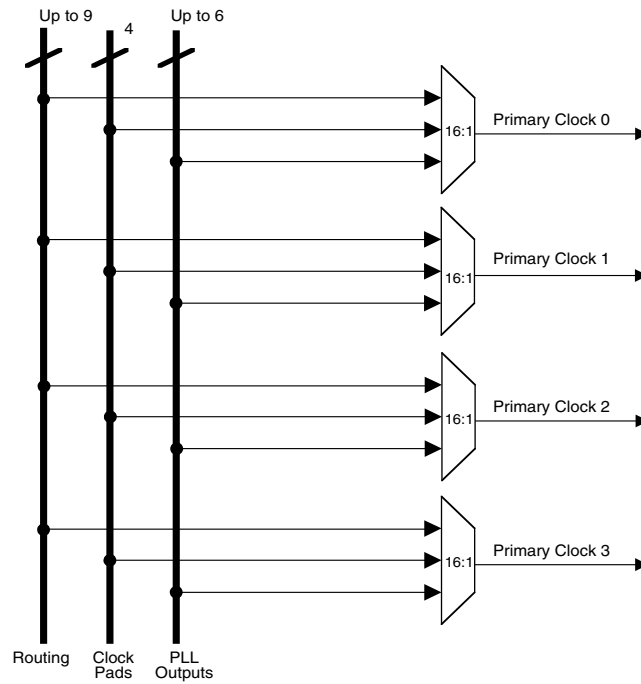 Up to 9
4
Up to 6
16:1
Primary Clock 0
16:1
Primary Clock 1
16:1
Primary Clock 2
16:1
Primary Clock 3
Routing
Clock
Pads
PLL
Outputs